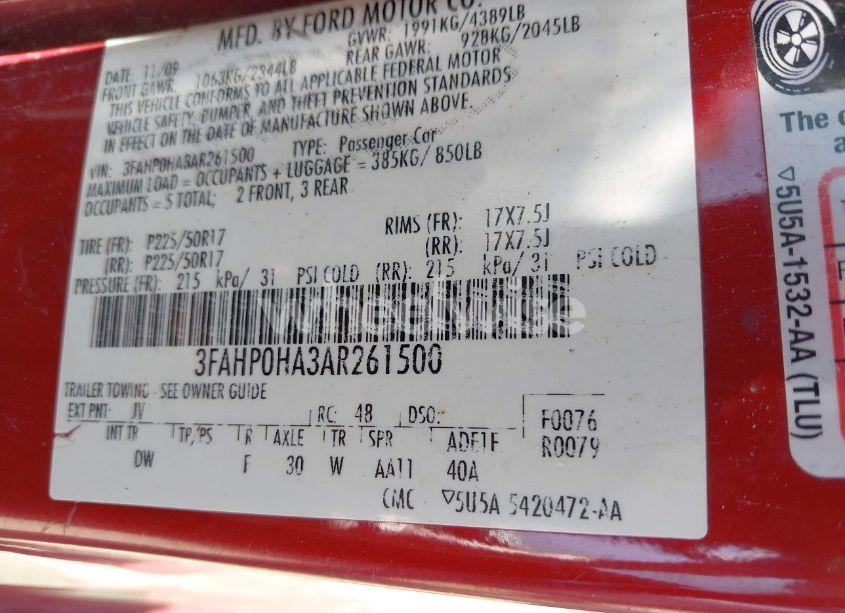 MFD. BY FORD MOTOR CO.
DATE: 11/09 GVWR: 1991KG/4389LB
FRONT GAWR: 1063KG/2344LB REAR GAWR: 928KG/2045LB
THIS VEHICLE CONFORMS TO ALL APPLICABLE FEDERAL MOTOR
VEHICLE SAFETY, BUMPER, AND THEFT PREVENTION STANDARDS
IN EFFECT ON THE DATE OF MANUFACTURE SHOWN ABOVE.
VIN: 3FAHP0HA3AR261500 TYPE: Passenger Car
MAXIMUM LOAD = OCCUPANTS + LUGGAGE = 385KG/ 850LB
OCCUPANTS = 5 TOTAL; 2 FRONT, 3 REAR
RIMS (FR): 17X7.5J
TIRE (FR): P225/50R17 (RR): 17X7.5J
(RR): P225/50R17
PRESSURE (FR): 215 kPa/ 31 PSI COLD (RR): 215 kPa/ 31 PSI COLD
3FAHP0HA3AR261500
TRAILER TOWING - SEE OWNER GUIDE
EXT PNT: JV RC: 48 DSO: F0076
INT TR TP/PS R AXLE TR SPR ADE1F R0079
DW F 30 W AA11 40A
CMC ▽5U5A 5420472-AA
The
▽5U5A-1532-AA (TLU)